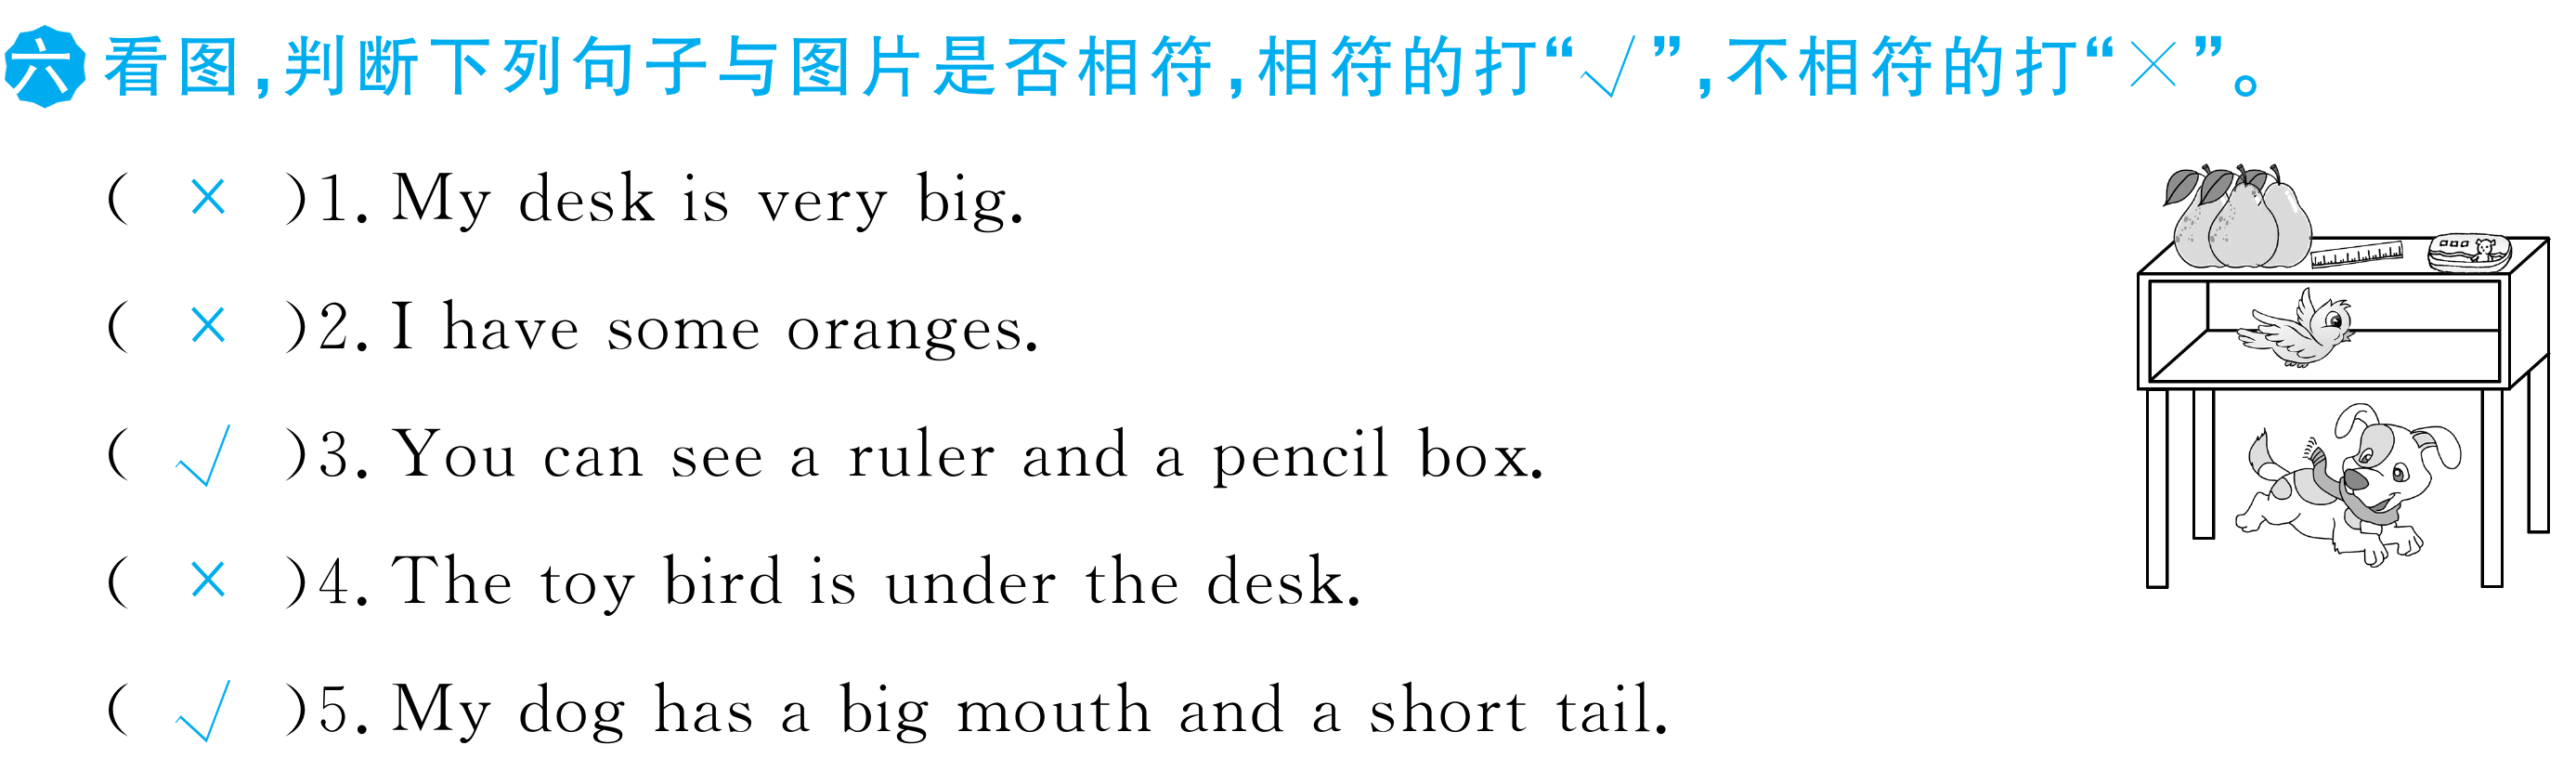 六 看图,判断下列句子与图片是否相符,相符的打“√”,不相符的打“×”。
( × )1. My desk is very big.
( × )2. I have some oranges.
( √ )3. You can see a ruler and a pencil box.
( × )4. The toy bird is under the desk.
( √ )5. My dog has a big mouth and a short tail.